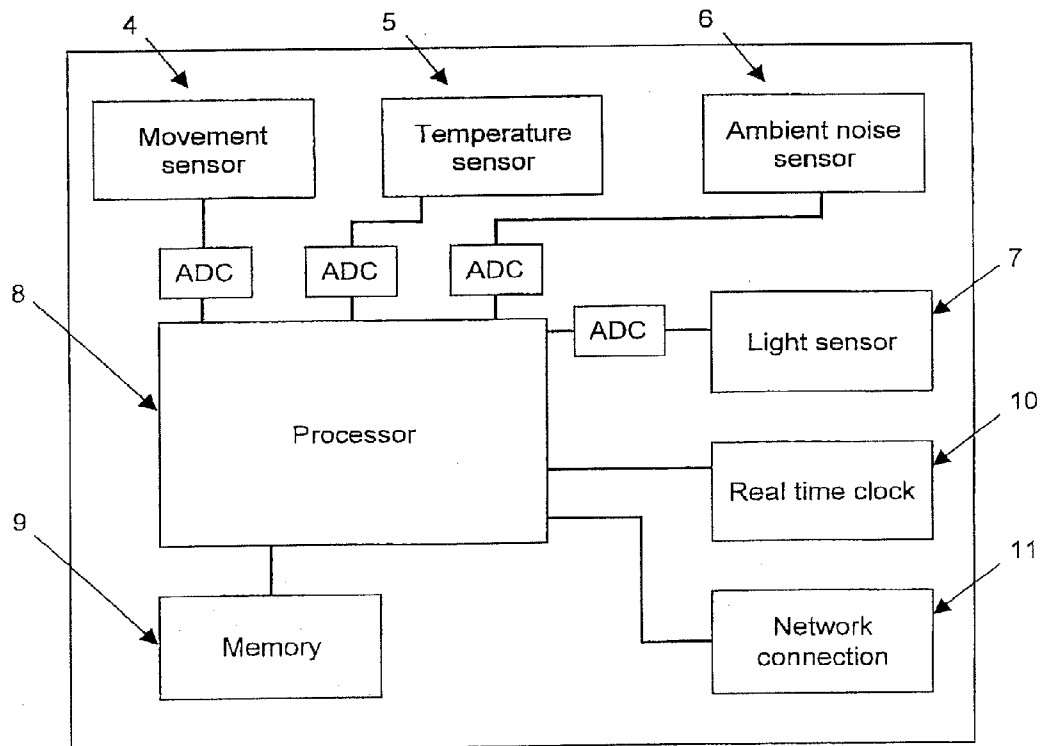 4
5
6
Movement
sensor
Temperature
sensor
Ambient noise
sensor
ADC
ADC
ADC
7
8
ADC
Light sensor
Processor
10
Real time clock
9
11
Memory
Network
connection